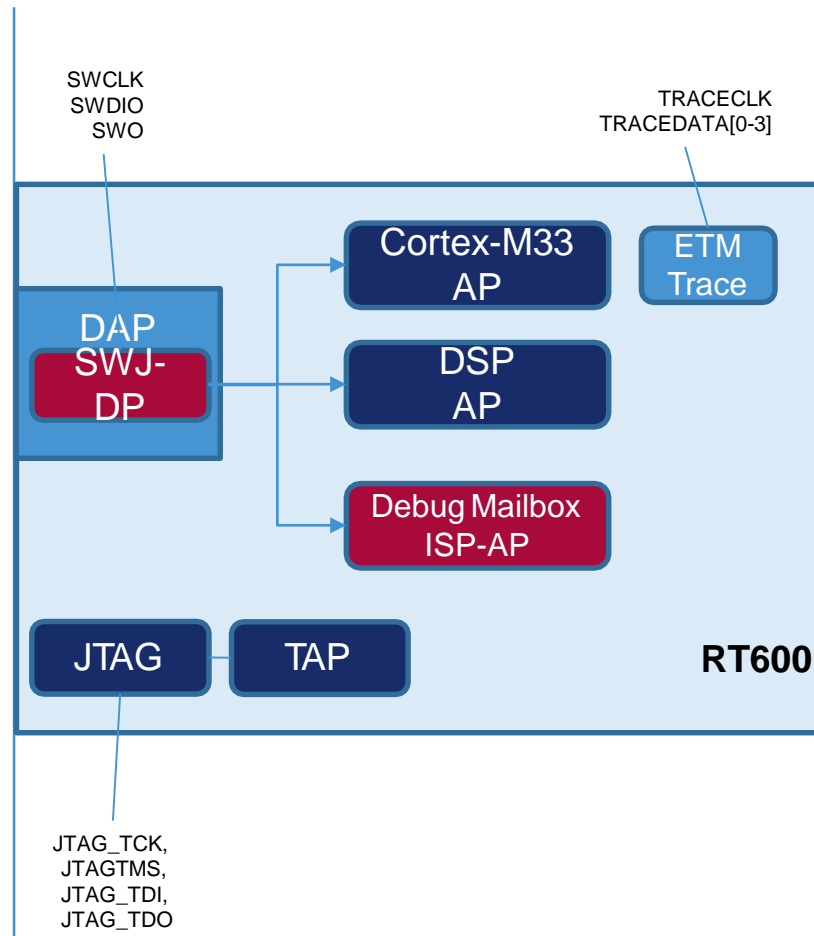 SWCLK
SWDIO
SWO
TRACECLK
TRACEDATA[0-3]
Cortex-M33
AP
ETM
Trace
DAP
SWJ-
DP
DSP
AP
Debug Mailbox
ISP-AP
JTAG
TAP
RT600
JTAG_TCK,
JTAGTMS,
JTAG_TDI,
JTAG_TDO